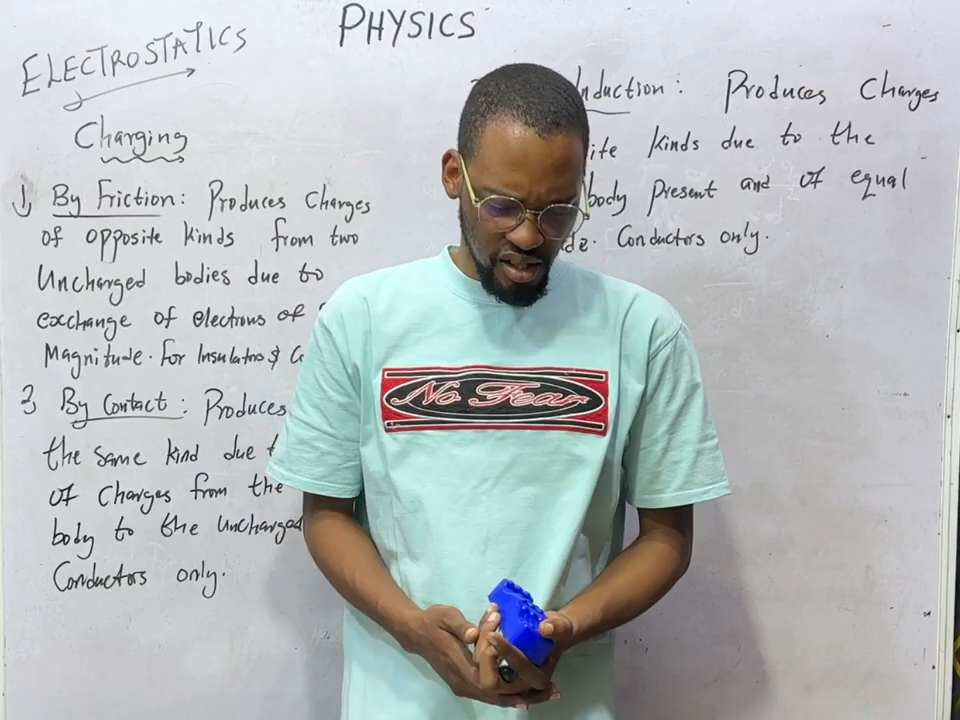 PHYSICS
ELECTROSTATICS
Charging
1) By Friction: Produces Charges
of opposite kinds from two
Uncharged bodies due to
exchange of electrons of
Magnitude. For Insulators &
By Contact: Produces
the same kind due
of charges from the
body to the uncharged
Conductors only.
Induction: Produces Charges
kinds due to the
body present and of equal
Conductors only.
No Fear